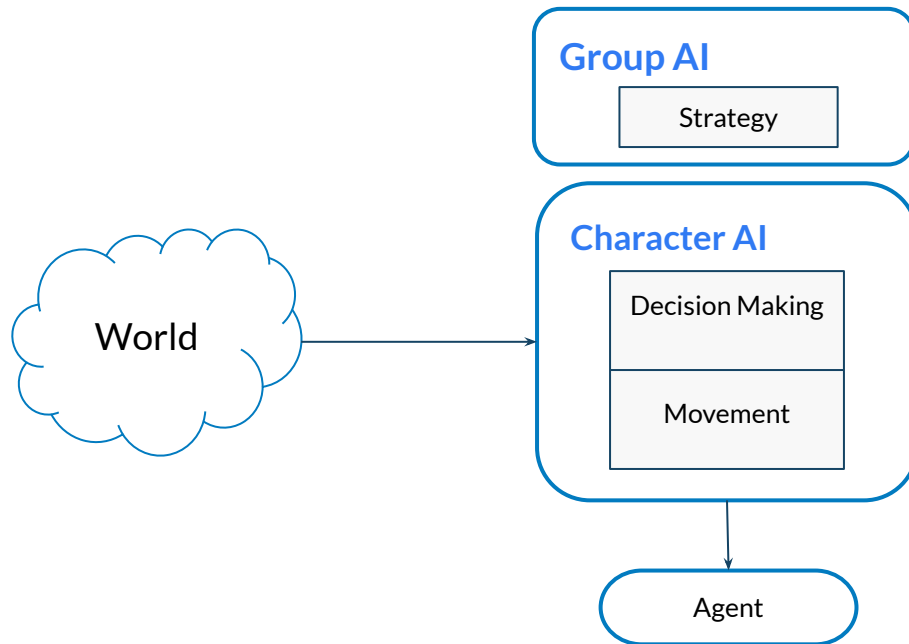 Group AI
Strategy
Character AI
Decision Making
World
Movement
Agent